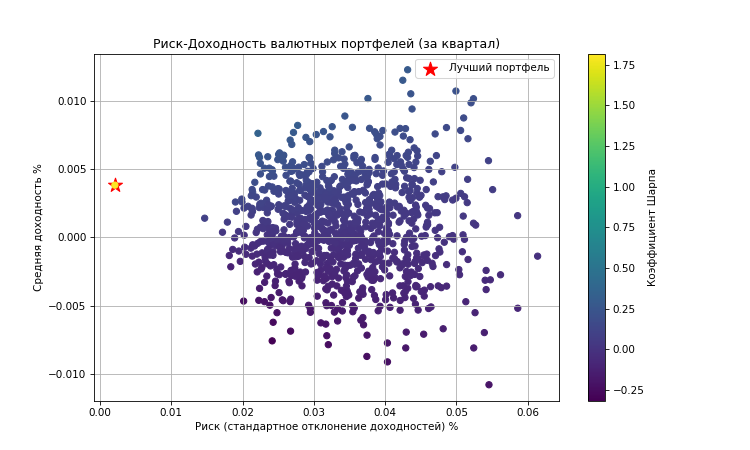 Риск-Доходность валютных портфелей (за квартал)
Лучший портфель
0.010
0.005
0.000
−0.005
−0.010
Средняя доходность %
0.00 0.01 0.02 0.03 0.04 0.05 0.06
Риск (стандартное отклонение доходностей) %
1.75
1.50
1.25
1.00
0.75
0.50
0.25
0.00
−0.25
Коэффициент Шарпа